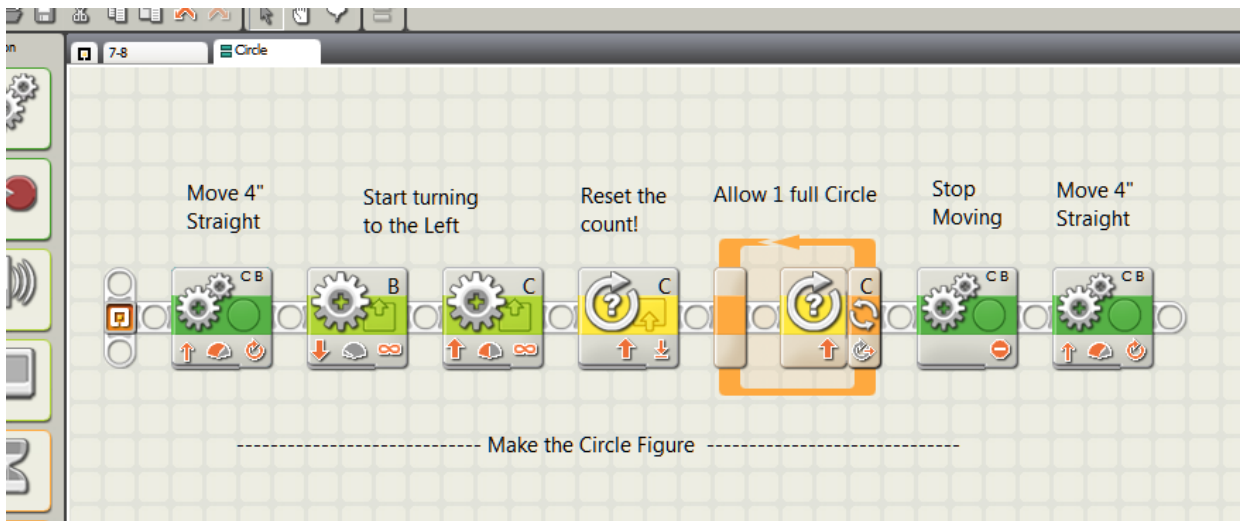 on
7-8
Circle
Move 4"
Straight
Start turning
to the Left
Reset the
count!
Allow 1 full Circle
Stop
Moving
Move 4"
Straight
C B
B
C
C
C
C B
C B
--------------------------- Make the Circle Figure ----------------------------